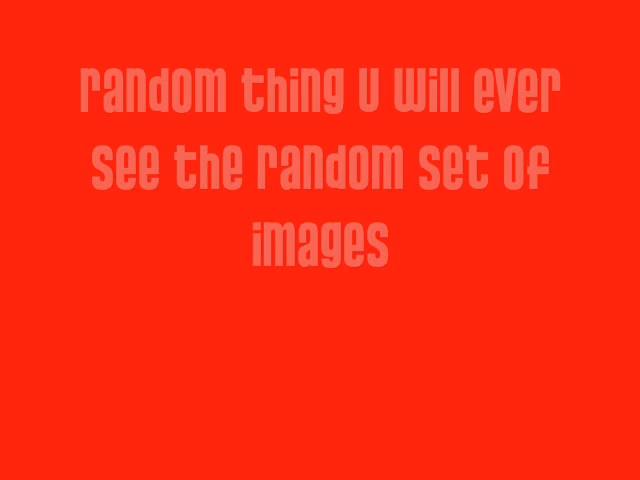 random thing u will ever
see the random set of
images